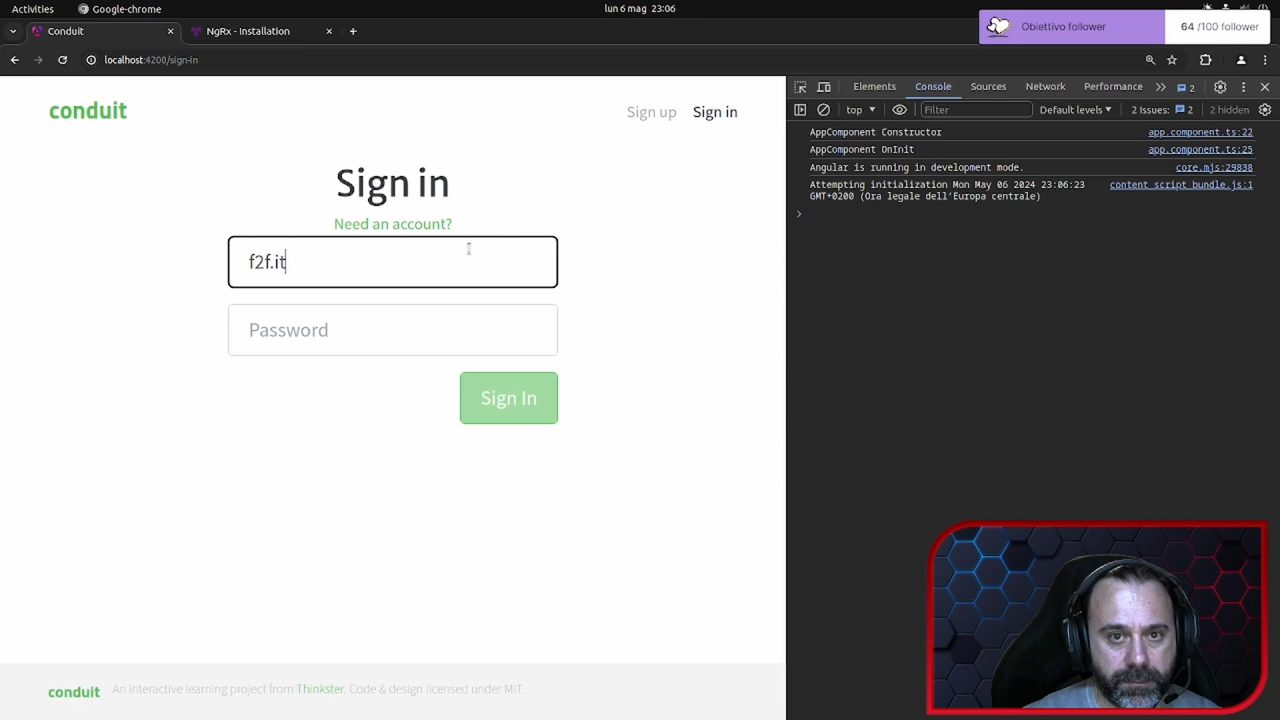 Activities
Google-chrome
lun 6 mag 23:06
Obiettivo follower
64 /100 follower
Conduit
NgRx - Installation
localhost:4200/sign-in
Elements
Console
Sources
Network
Performance
2
top
Filter
Default levels
2 Issues:
2
2 hidden
AppComponent Constructor
app.component.ts:22
AppComponent OnInit
app.component.ts:25
Angular is running in development mode.
core.mjs:29838
Attempting initialization Mon May 06 2024 23:06:23
content_script_bundle.js:1
GMT+0200 (Ora legale dell’Europa centrale)
conduit
Sign up
Sign in
Sign in
Need an account?
f2f.it
Password
Sign In
conduit
An interactive learning project from Thinkster. Code & design licensed under MIT.